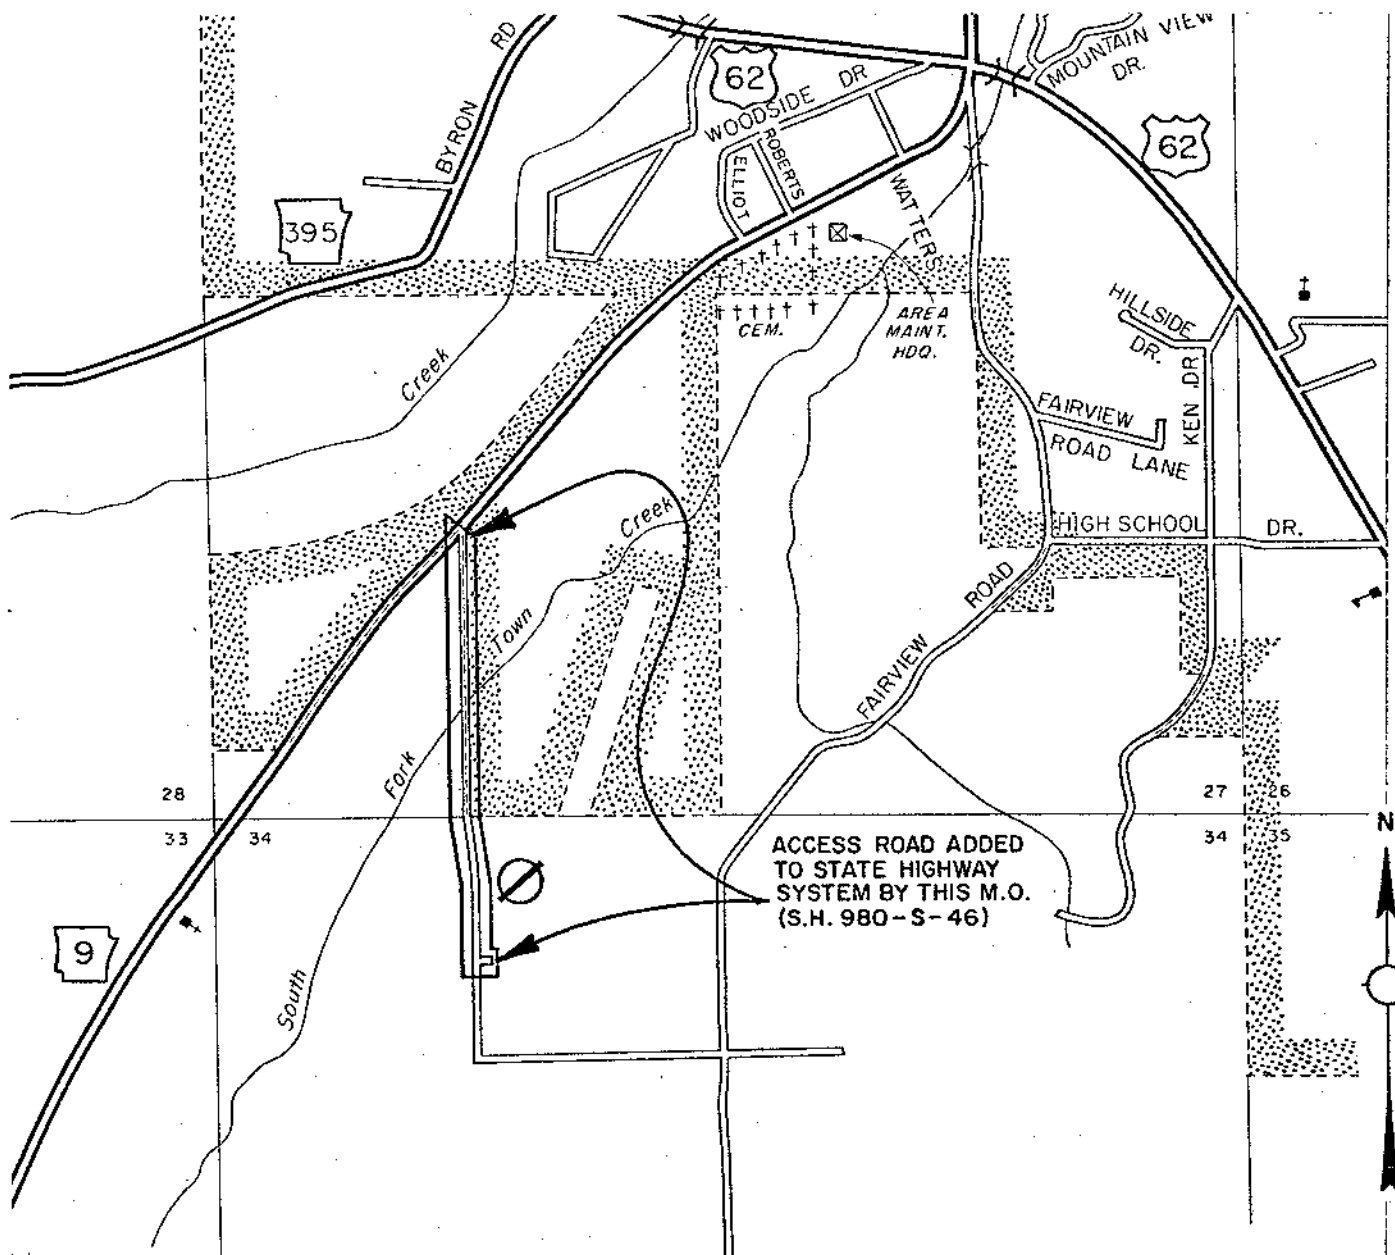 BYRON RD
62
WOODSIDE DR
MOUNTAIN VIEW
DR.
62
ROBERTS
ELLIOT
WATTERS
395
CEM.
AREA
MAINT.
HDQ.
HILLSIDE
DR.
KEN DR.
Creek
FAIRVIEW
ROAD LANE
HIGH SCHOOL DR.
South Fork Town Creek
FAIRVIEW ROAD
28
27 26
33 34
34 35
N
ACCESS ROAD ADDED
TO STATE HIGHWAY
SYSTEM BY THIS M.O.
(S.H. 980-S-46)
9